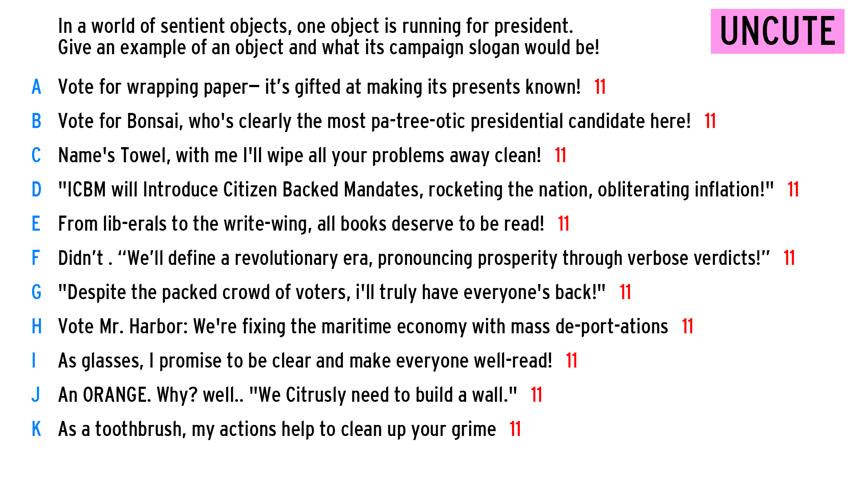 In a world of sentient objects, one object is running for president.
Give an example of an object and what its campaign slogan would be!
UNCUTE
A Vote for wrapping paper– it’s gifted at making its presents known! 11
B Vote for Bonsai, who's clearly the most pa-tree-otic presidential candidate here! 11
C Name's Towel, with me I'll wipe all your problems away clean! 11
D "ICBM will Introduce Citizen Backed Mandates, rocketing the nation, obliterating inflation!" 11
E From lib-erals to the write-wing, all books deserve to be read! 11
F Didn’t . “We’ll define a revolutionary era, pronouncing prosperity through verbose verdicts!” 11
G "Despite the packed crowd of voters, i'll truly have everyone's back!" 11
H Vote Mr. Harbor: We're fixing the maritime economy with mass de-port-ations 11
I As glasses, I promise to be clear and make everyone well-read! 11
J An ORANGE. Why? well.. "We Citrusly need to build a wall." 11
K As a toothbrush, my actions help to clean up your grime 11